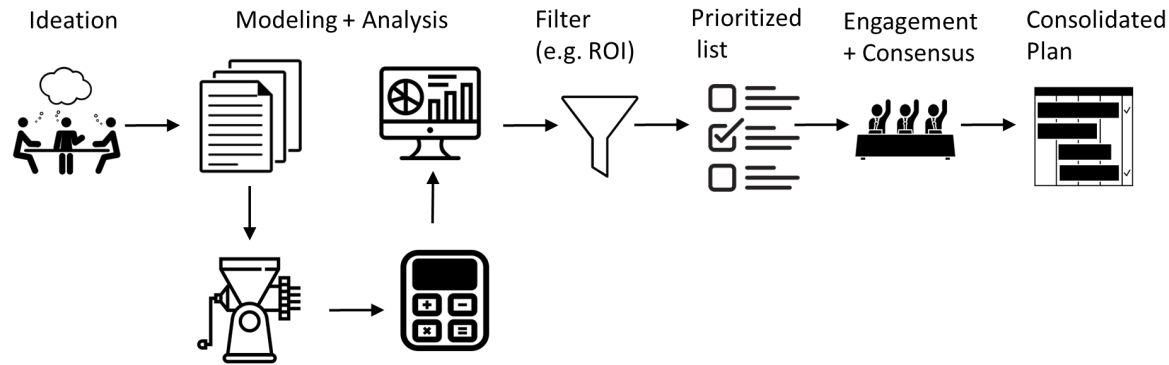 Ideation
Modeling + Analysis
Filter
(e.g. ROI)
Prioritized
list
Engagement
+ Consensus
Consolidated
Plan